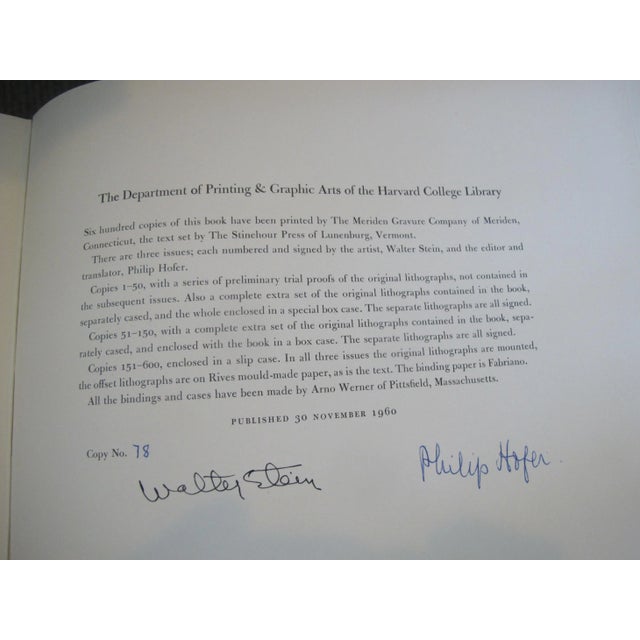 The Department of Printing & Graphic Arts of the Harvard College Library
Six hundred copies of this book have been printed by The Meriden Gravure Company of Meriden,
Connecticut, the text set by The Stinehour Press of Lunenburg, Vermont.
There are three issues; each numbered and signed by the artist, Walter Stein, and the editor and
translator, Philip Hofer.
Copies 1–50, with a series of preliminary trial proofs of the original lithographs, not contained in
the subsequent issues. Also a complete extra set of the original lithographs contained in the book,
separately cased, and the whole enclosed in a special box case. The separate lithographs are all signed.
Copies 51–150, with a complete extra set of the original lithographs contained in the book, sepa-
rately cased, and enclosed with the book in a box case. The separate lithographs are all signed.
Copies 151–600, enclosed in a slip case. In all three issues the original lithographs are mounted,
the offset lithographs are on Rives mould-made paper, as is the text. The binding paper is Fabriano.
All the bindings and cases have been made by Arno Werner of Pittsfield, Massachusetts.
PUBLISHED 30 NOVEMBER 1960
Copy No. 78
Walter Stein
Philip Hofer.